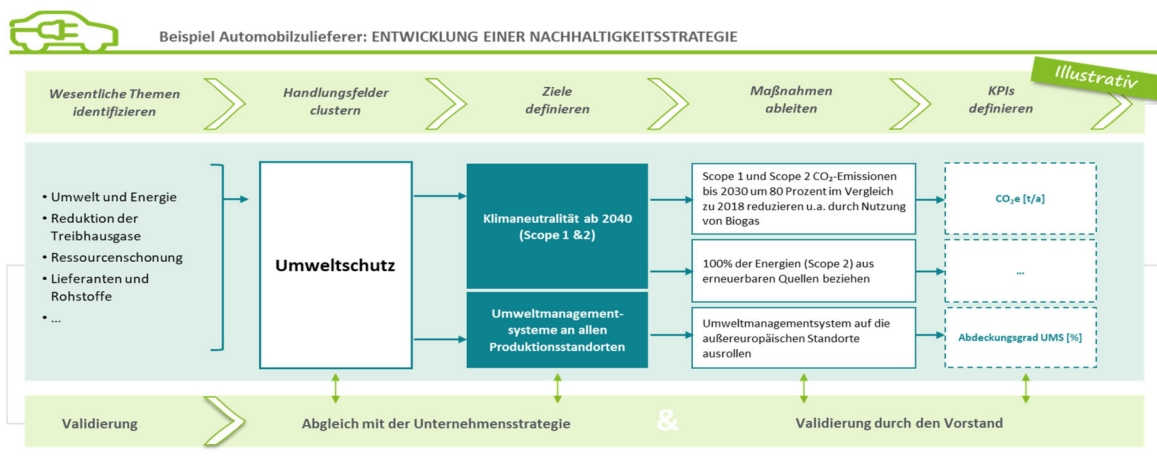 Beispiel Automobilzulieferer: ENTWICKLUNG EINER NACHHALTIGKEITSSTRATEGIE
Illustrativ
Wesentliche Themen
identifizieren
Handlungsfelder
clustern
Ziele
definieren
Maßnahmen
ableiten
KPIs
definieren
• Umwelt und Energie
• Reduktion der
Treibhausgase
• Ressourcenschonung
• Lieferanten und
Rohstoffe
• ...
Umweltschutz
Klimaneutralität ab 2040
(Scope 1 &2)
Umweltmanagement-
systeme an allen
Produktionsstandorten
Scope 1 und Scope 2 CO₂-Emissionen
bis 2030 um 80 Prozent im Vergleich
zu 2018 reduzieren u.a. durch Nutzung
von Biogas
100% der Energien (Scope 2) aus
erneuerbaren Quellen beziehen
Umweltmanagementsystem auf die
außereuropäischen Standorte
ausrollen
CO₂e [t/a]
...
Abdeckungsgrad UMS [%]
Validierung
Abgleich mit der Unternehmensstrategie
&
Validierung durch den Vorstand